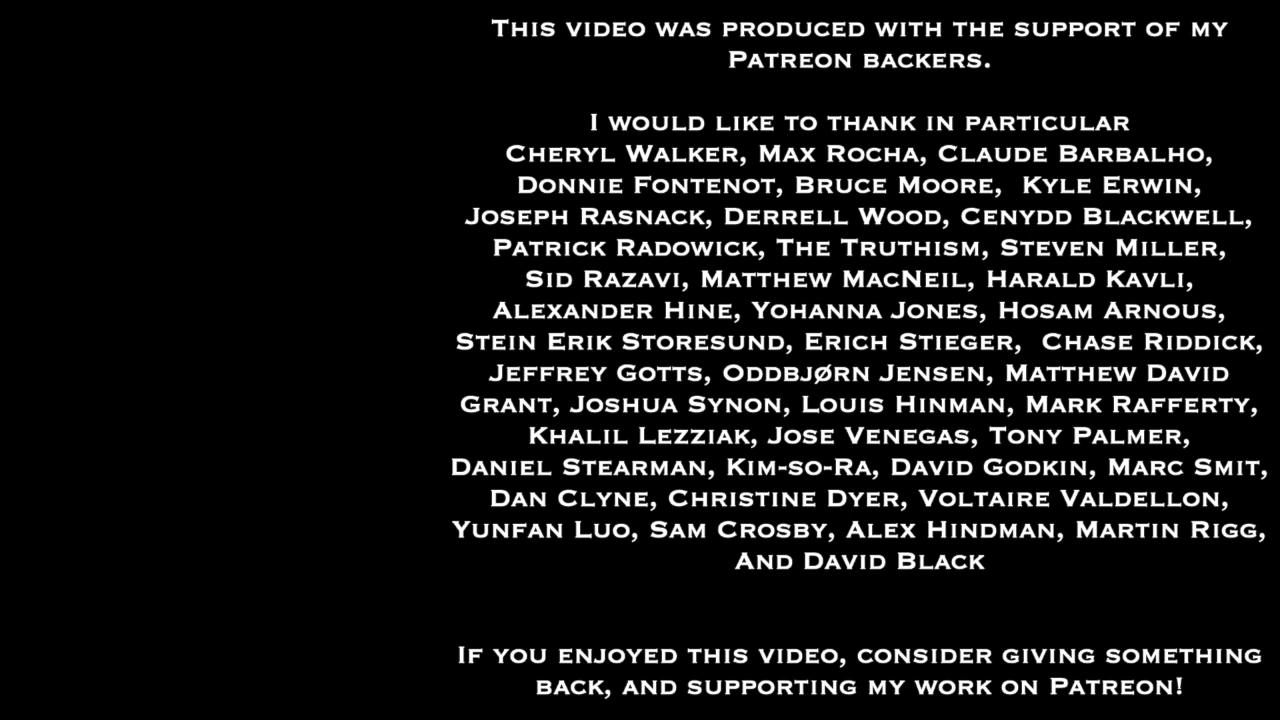 This video was produced with the support of my
Patreon backers.
I would like to thank in particular
Cheryl Walker, Max Rocha, Claude Barbalho,
Donnie Fontenot, Bruce Moore,  Kyle Erwin,
Joseph Rasnack, Derrell Wood, Cenydd Blackwell,
Patrick Radowick, The Truthism, Steven Miller,
Sid Razavi, Matthew MacNeil, Harald Kavli,
Alexander Hine, Yohanna Jones, Hosam Arnous,
Stein Erik Storesund, Erich Stieger,  Chase Riddick,
Jeffrey Gotts, Oddbjørn Jensen, Matthew David
Grant, Joshua Synon, Louis Hinman, Mark Rafferty,
Khalil Lezziak, Jose Venegas, Tony Palmer,
Daniel Stearman, Kim-so-Ra, David Godkin, Marc Smit,
Dan Clyne, Christine Dyer, Voltaire Valdellon,
Yunfan Luo, Sam Crosby, Alex Hindman, Martin Rigg,
And David Black
If you enjoyed this video, consider giving something
back, and supporting my work on Patreon!